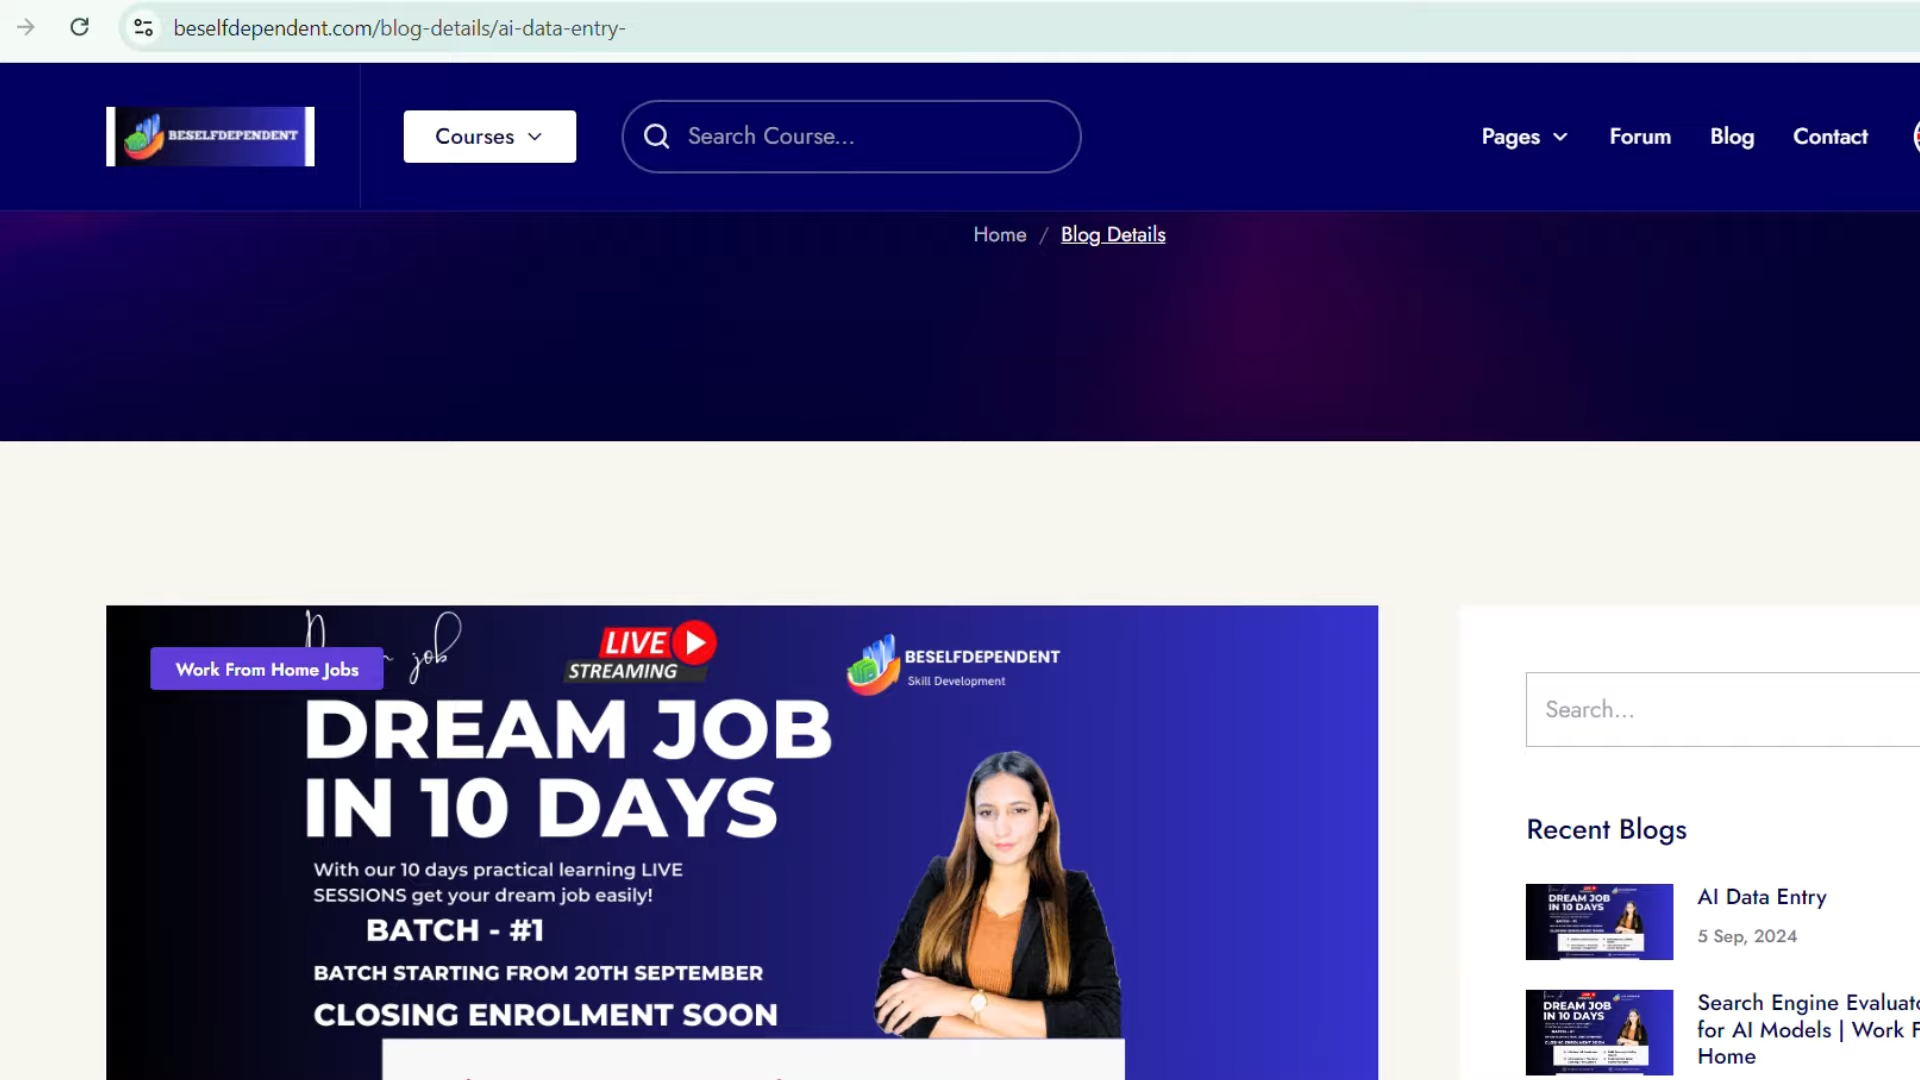 beselfdependent.com/blog-details/ai-data-entry-
BESELFDEPENDENT
Courses
Search Course...
Pages
Forum
Blog
Contact
Home / Blog Details
Work From Home Jobs
job
LIVE
STREAMING
BESELFDEPENDENT
Skill Development
DREAM JOB
IN 10 DAYS
With our 10 days practical learning LIVE
SESSIONS get your dream job easily!
BATCH - #1
BATCH STARTING FROM 20TH SEPTEMBER
CLOSING ENROLMENT SOON
Search...
Recent Blogs
DREAM JOB
IN 10 DAYS
AI Data Entry
5 Sep, 2024
DREAM JOB
IN 10 DAYS
Search Engine
for AI Models | Work
Home